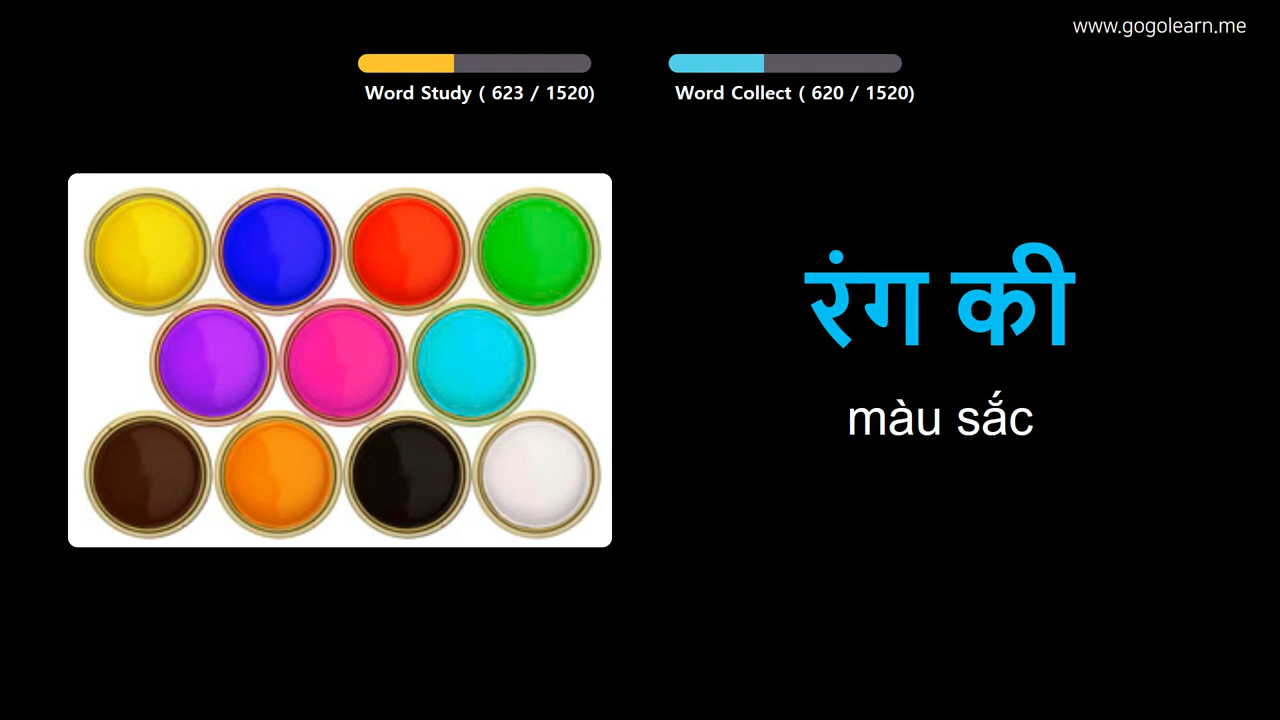 www.gogolearn.me
Word Study ( 623 / 1520)
Word Collect ( 620 / 1520)
रंग की
màu sắc